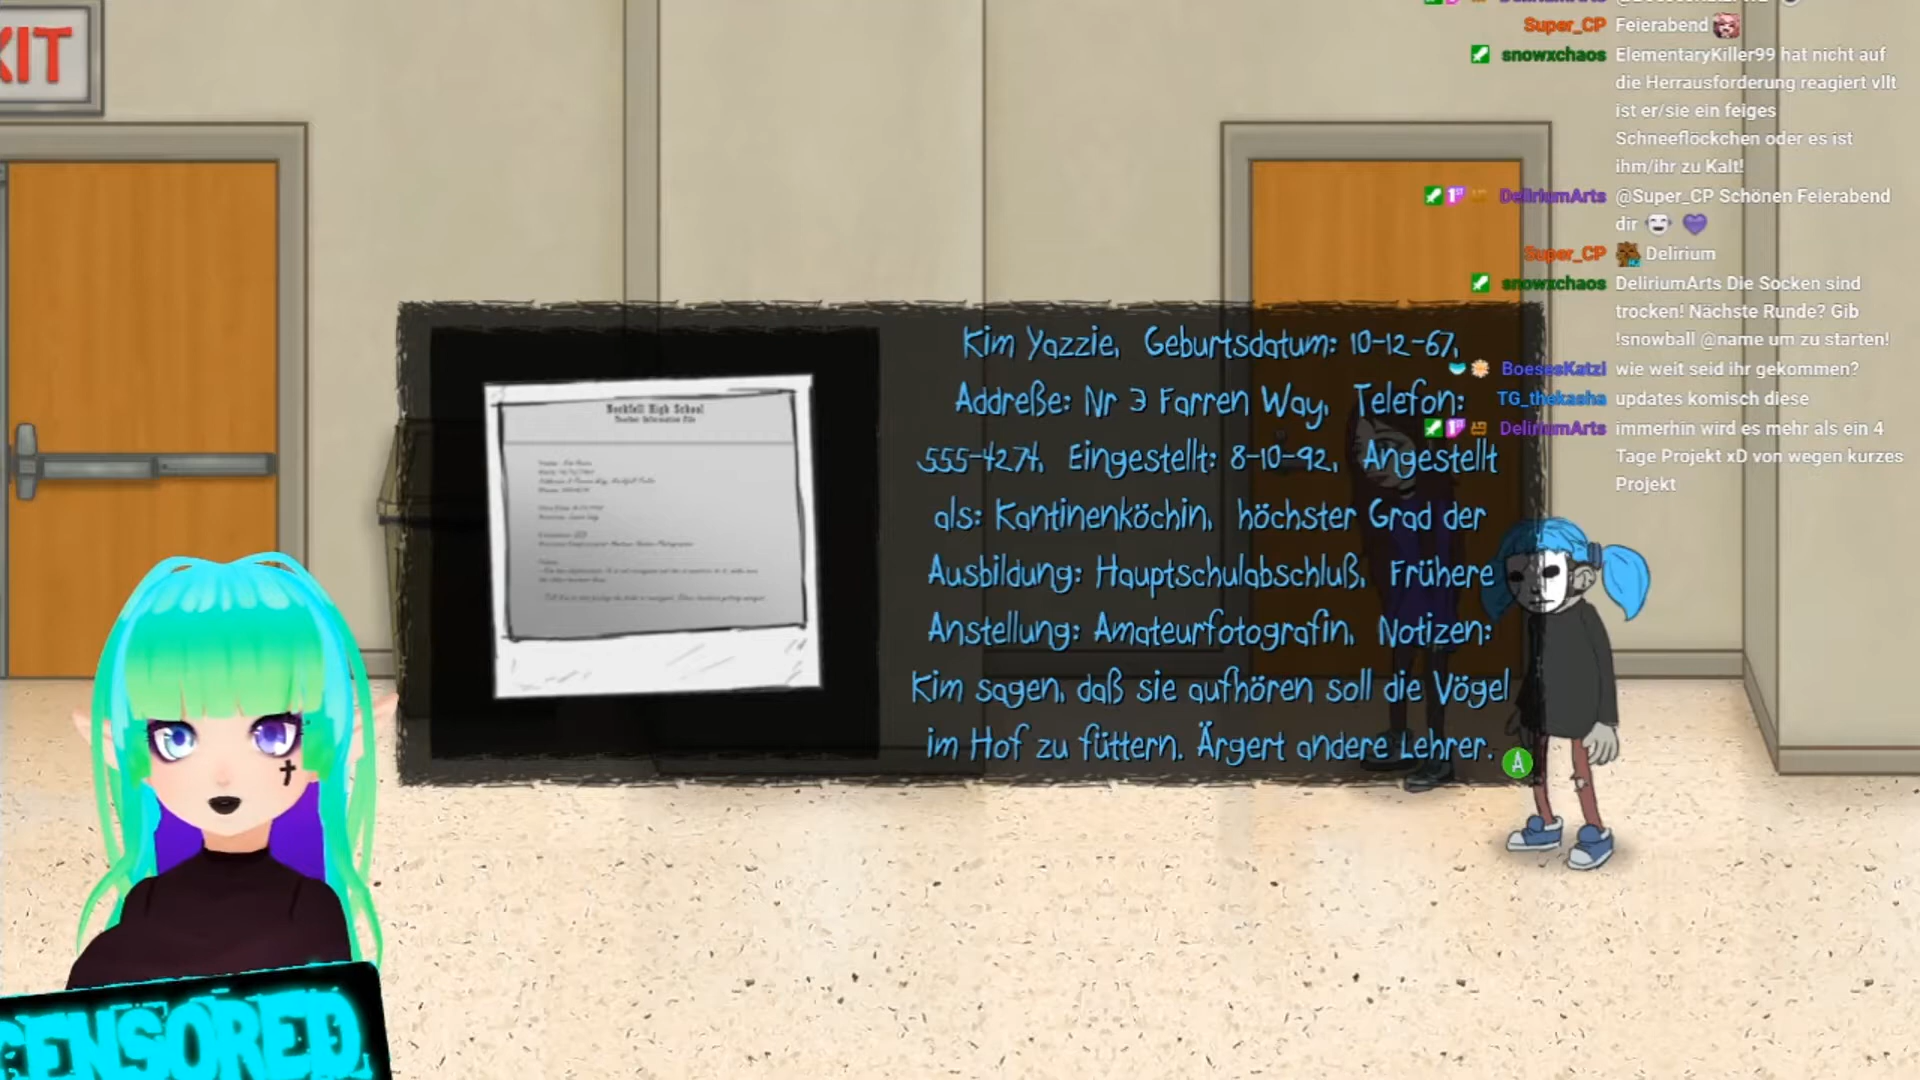 XIT
Super_CP Feierabend
snowxchaos ElementaryKiller99 hat nicht auf
die Herrausforderung reagiert vllt
ist er/sie ein feiges
Schneeflöckchen oder es ist
ihm/ihr zu Kalt!
DeliriumArts @Super_CP Schönen Feierabend
dir
Super_CP Delirium
snowxchaos DeliriumArts Die Socken sind
trocken! Nächste Runde? Gib
!snowball @name um zu starten!
BoesesKatzi wie weit seid ihr gekommen?
TG_thekasha updates komisch diese
DeliriumArts immerhin wird es mehr als ein 4
Tage Projekt xD von wegen kurzes
Projekt
Nockfell High School
Teacher Information File
Kim Yazzie, Geburtsdatum: 10-12-67,
Addreße: Nr 3 Farren Way, Telefon:
555-4274, Eingestellt: 8-10-92, Angestellt
als: Kantinenköchin, höchster Grad der
Ausbildung: Hauptschulabschluß, Frühere
Anstellung: Amateurfotografin, Notizen:
Kim sagen, daß sie aufhören soll die Vögel
im Hof zu füttern. Ärgert andere Lehrer.
A
CENSORED